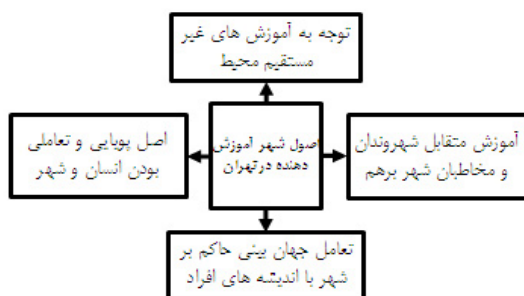 توجه به آموزش های غیر
مستقیم محیط
آموزش متقابل شهروندان
و مخاطبان شهر برهم
اصول شهر آموزش
دهنده درتهران
اصل پویایی و تعاملی
بودن انسان و شهر
تعامل جهان بینی حاکم بر
شهر با اندیشه های افراد